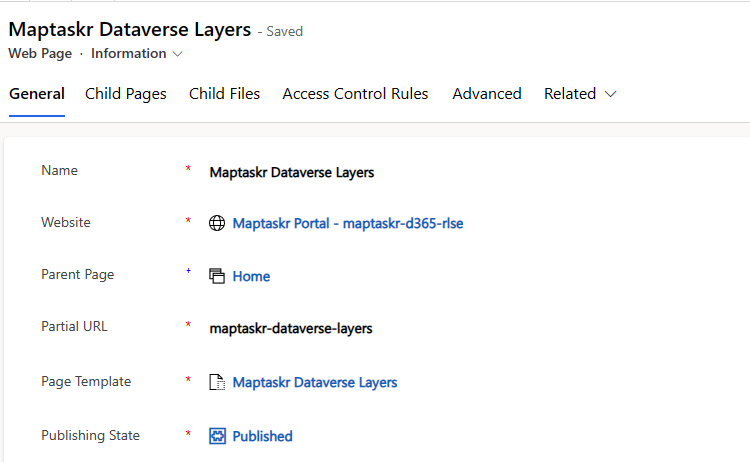 Maptaskr Dataverse Layers - Saved
Web Page · Information
General Child Pages Child Files Access Control Rules Advanced Related
Name * Maptaskr Dataverse Layers
Website * Maptaskr Portal - maptaskr-d365-rlse
Parent Page + Home
Partial URL * maptaskr-dataverse-layers
Page Template * Maptaskr Dataverse Layers
Publishing State * Published